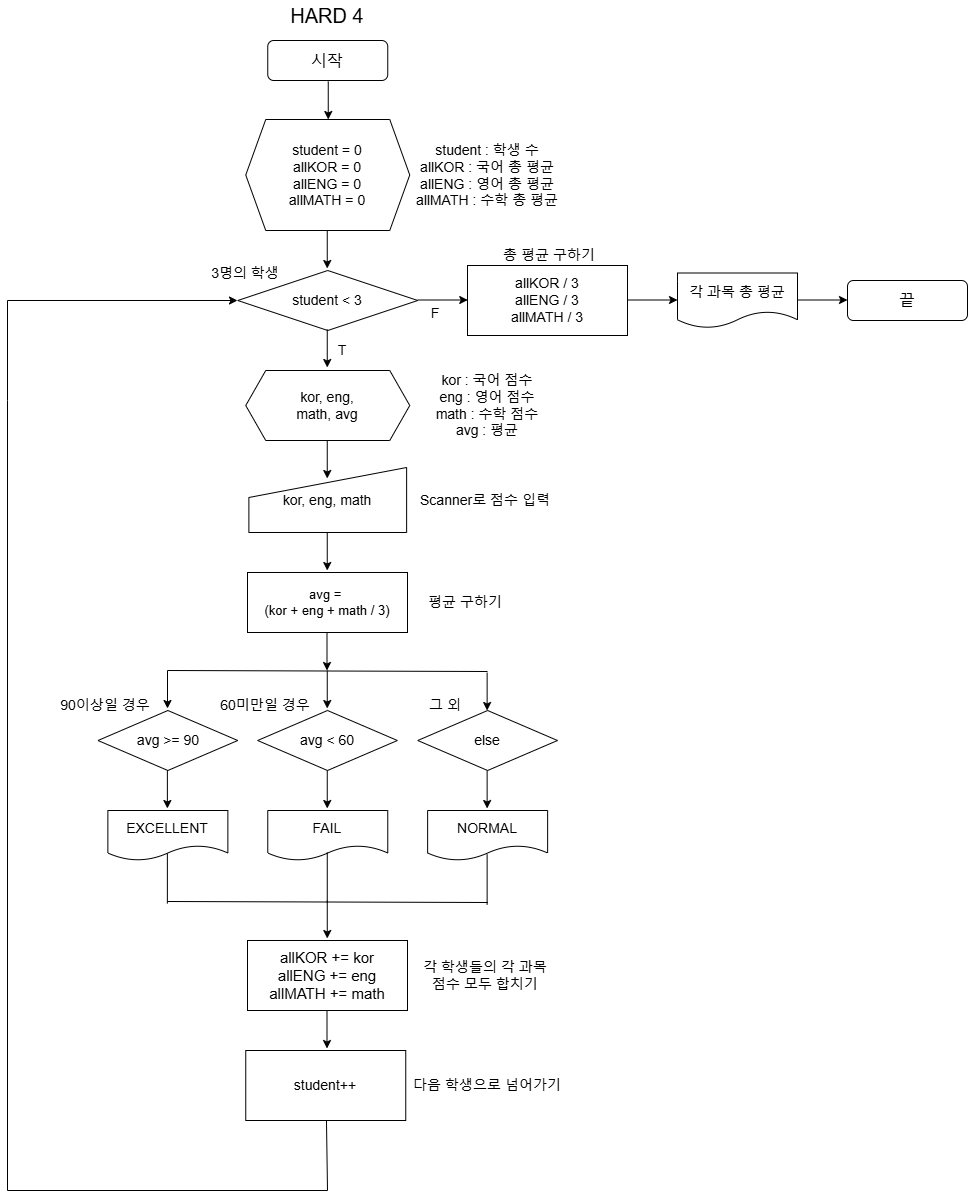 HARD 4
시작
student = 0
allKOR = 0
allENG = 0
allMATH = 0
student : 학생 수
allKOR : 국어 총 평균
allENG : 영어 총 평균
allMATH : 수학 총 평균
3명의 학생
student < 3
F
T
총 평균 구하기
allKOR / 3
allENG / 3
allMATH / 3
각 과목 총 평균
끝
kor, eng,
math, avg
kor : 국어 점수
eng : 영어 점수
math : 수학 점수
avg : 평균
kor, eng, math
Scanner로 점수 입력
avg =
(kor + eng + math / 3)
평균 구하기
90이상일 경우
avg >= 90
60미만일 경우
avg < 60
그 외
else
EXCELLENT
FAIL
NORMAL
allKOR += kor
allENG += eng
allMATH += math
각 학생들의 각 과목
점수 모두 합치기
student++
다음 학생으로 넘어가기